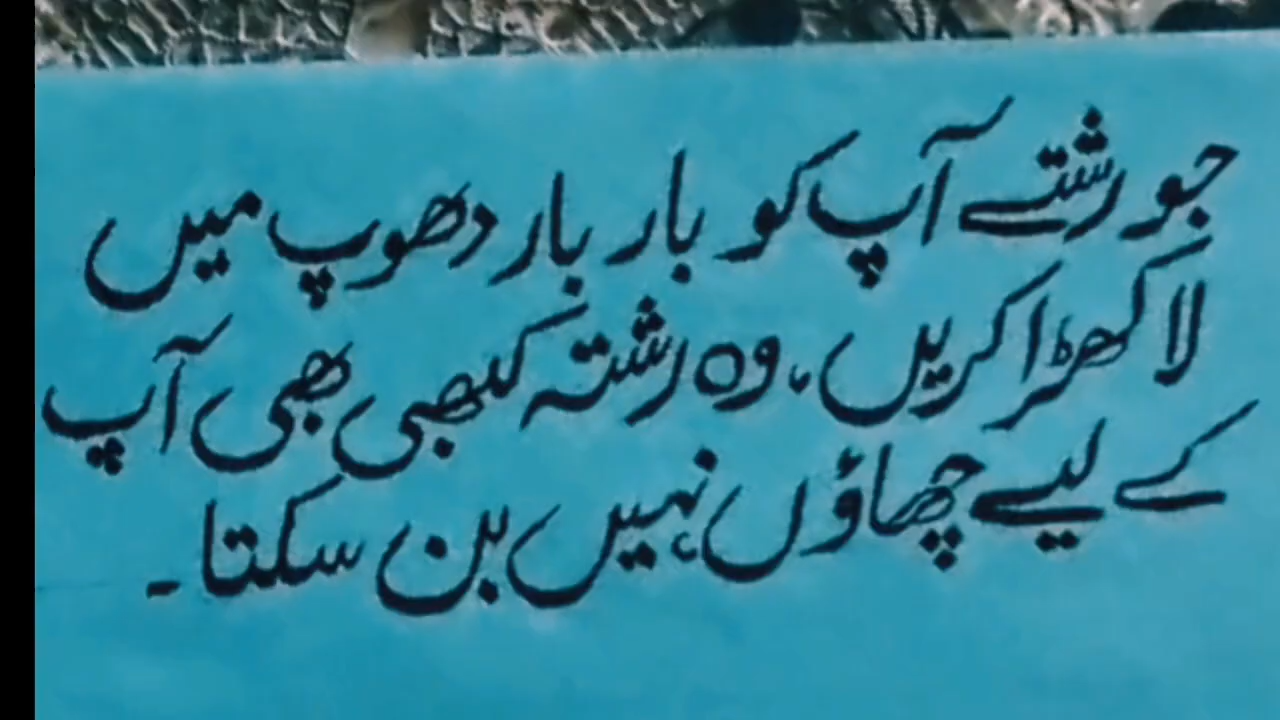 جو رشتے آپ کو بار بار دھوپ میں
لا کھڑا کریں، وہ رشتہ کبھی بھی آپ
کے لیے چھاؤں نہیں بن سکتا۔